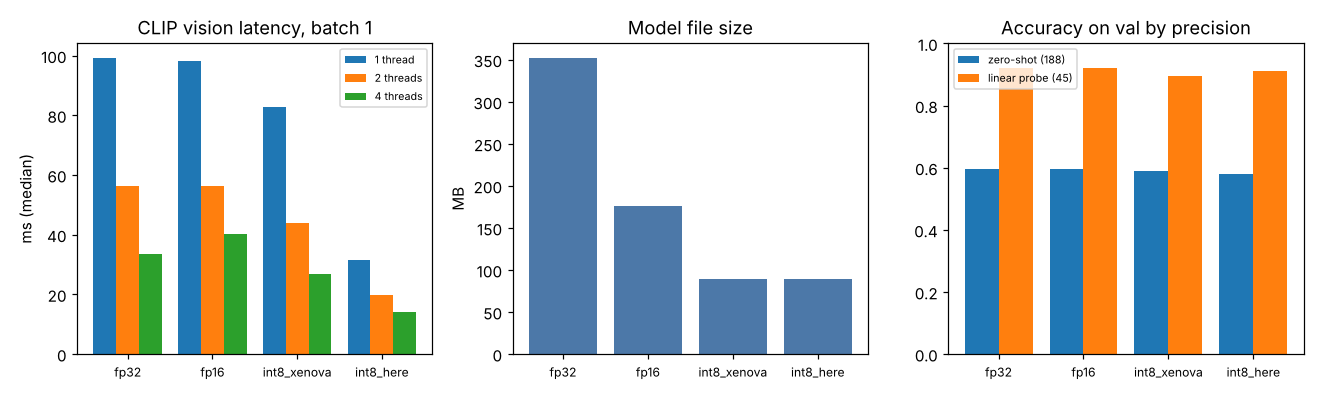 CLIP vision latency, batch 1
ms (median)
100
80
60
40
20
0
1 thread
2 threads
4 threads
fp32
fp16
int8_xenova
int8_here
Model file size
MB
350
300
250
200
150
100
50
0
fp32
fp16
int8_xenova
int8_here
Accuracy on val by precision
1.0
0.8
0.6
0.4
0.2
0.0
zero-shot (188)
linear probe (45)
fp32
fp16
int8_xenova
int8_here